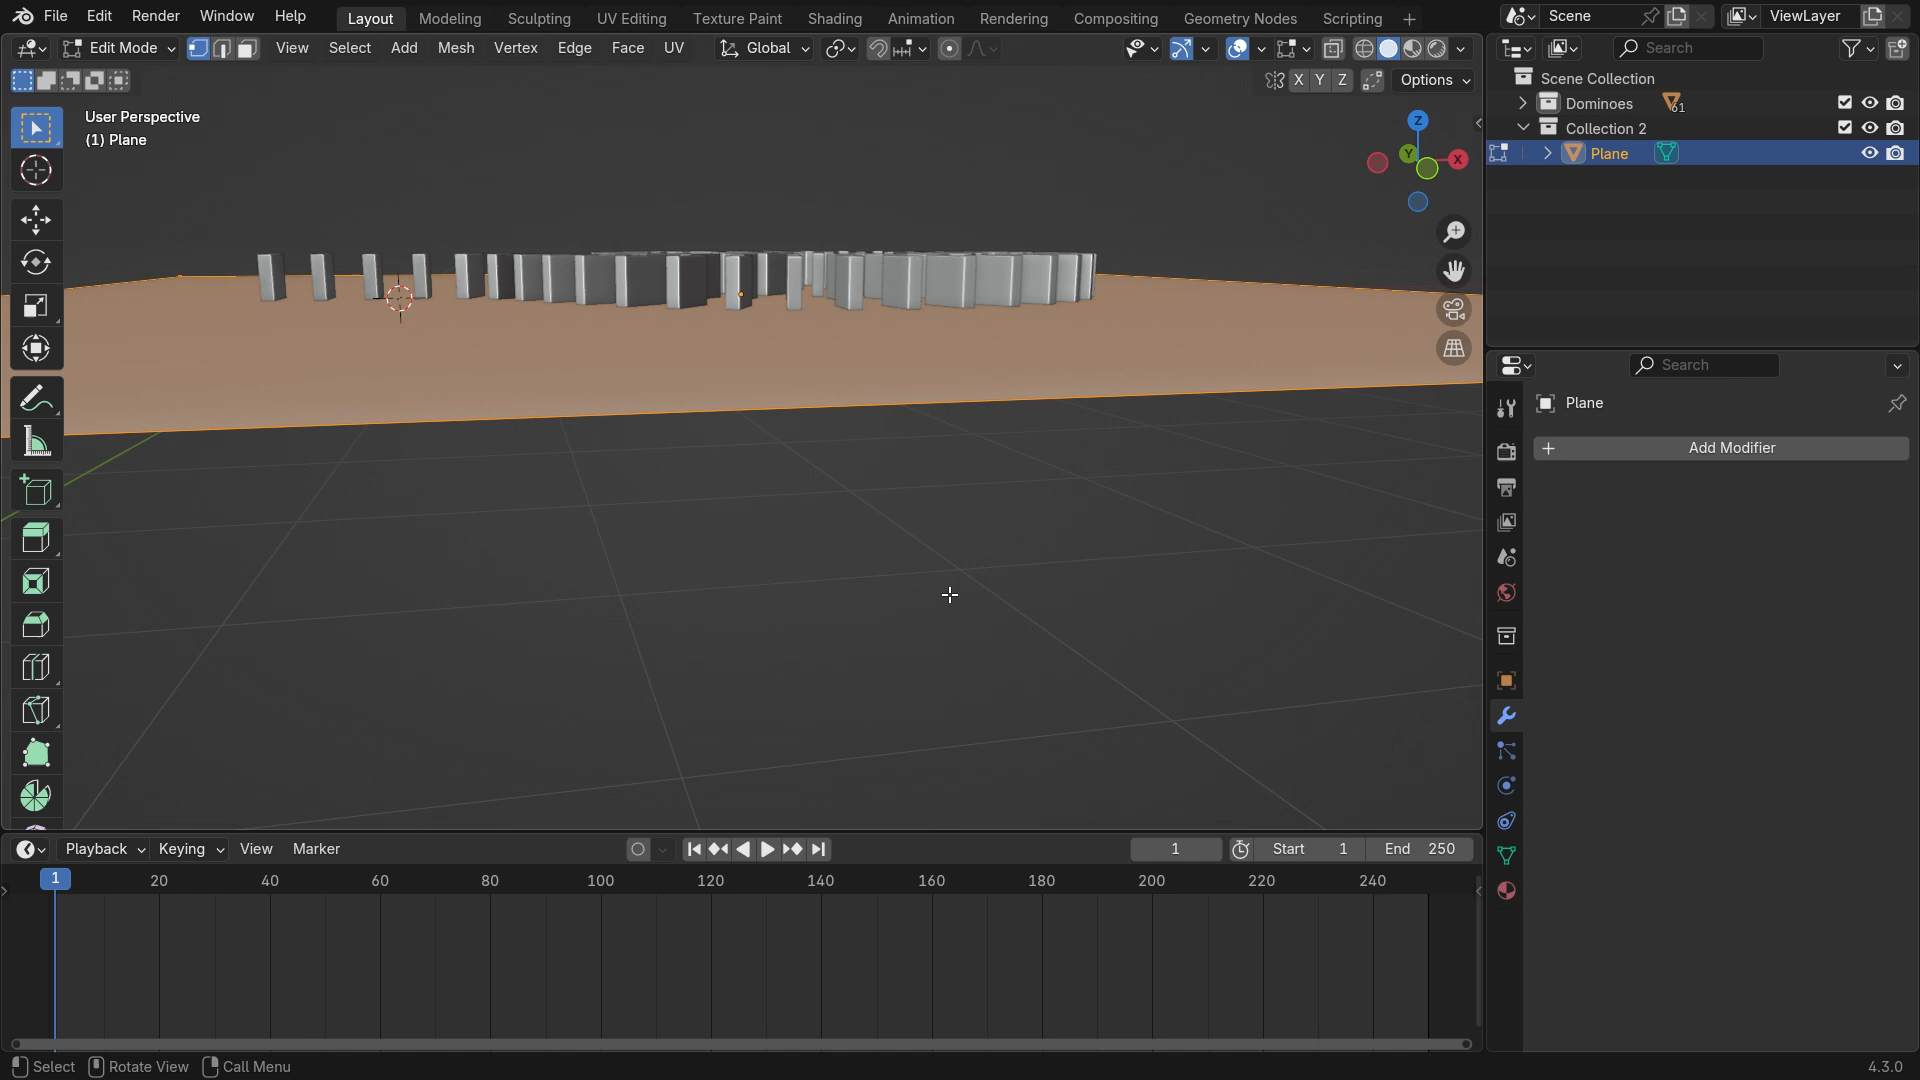 File Edit Render Window Help Layout Modeling Sculpting UV Editing Texture Paint Shading Animation Rendering Compositing Geometry Nodes Scripting Scene ViewLayer
Edit Mode View Select Add Mesh Vertex Edge Face UV Global Search
X Y Z Options
User Perspective
(1) Plane
Z
Y
X
Scene Collection
Dominoes 61
Collection 2
Plane
Search
Plane
Add Modifier
Playback Keying View Marker 1 Start 1 End 250
1 20 40 60 80 100 120 140 160 180 200 220 240
Select Rotate View Call Menu 4.3.0